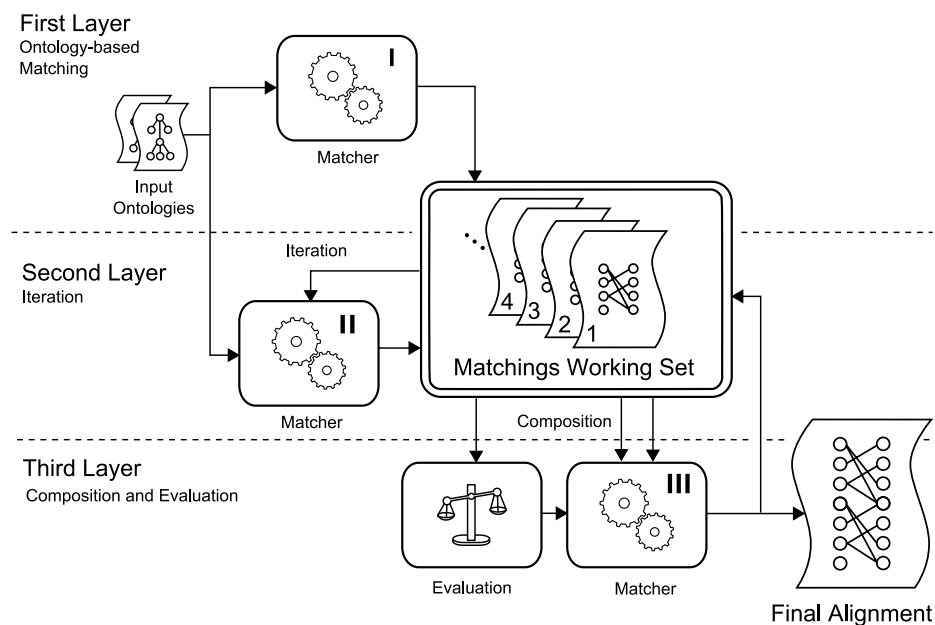 First Layer
Ontology-based
Matching
I
Matcher
Input
Ontologies
Iteration
Second Layer
Iteration
II
Matcher
4
3
2
1
Matchings Working Set
Composition
Third Layer
Composition and Evaluation
III
Evaluation
Matcher
Final Alignment